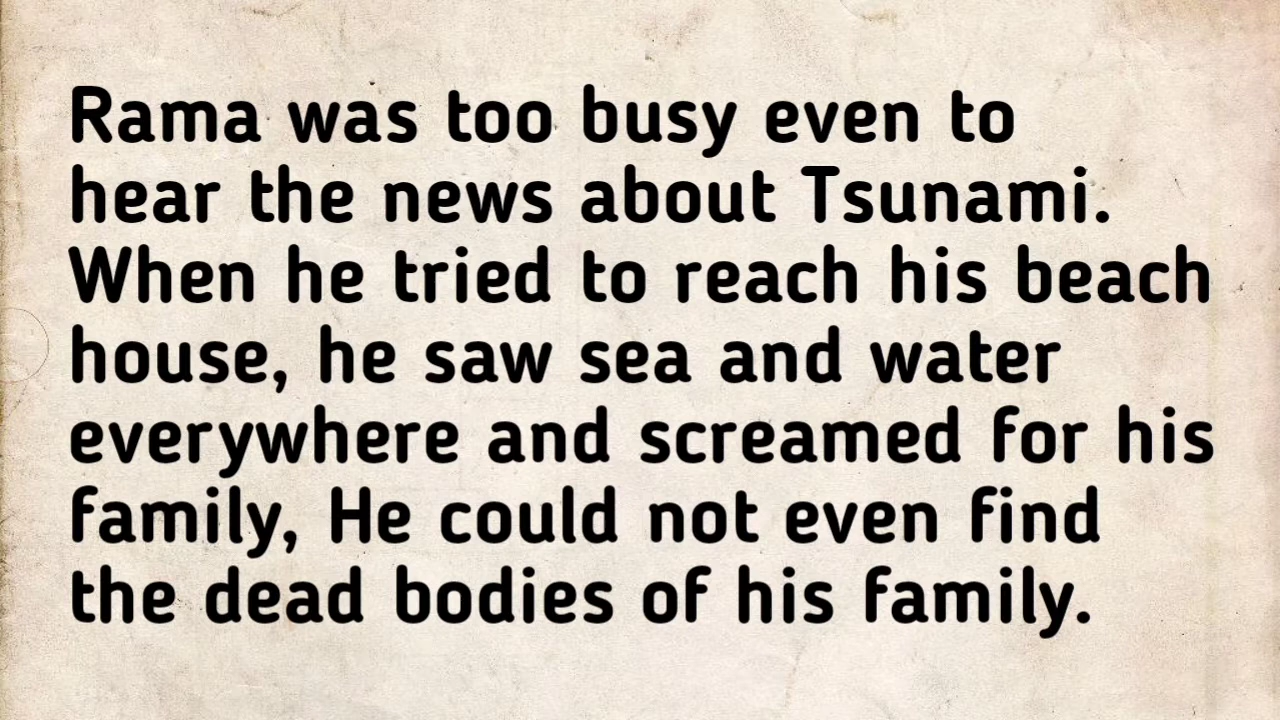 Rama was too busy even to
hear the news about Tsunami.
When he tried to reach his beach
house, he saw sea and water
everywhere and screamed for his
family, He could not even find
the dead bodies of his family.